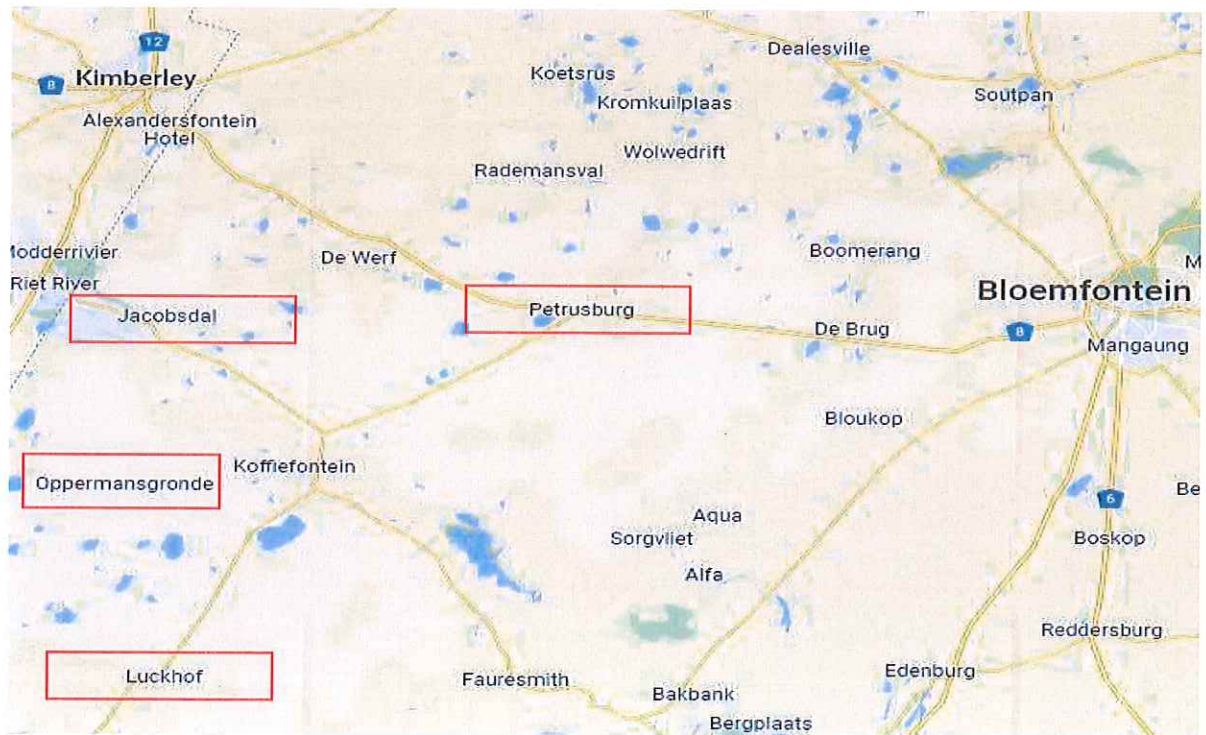 12
Dealesville
8
Kimberley
Koetsrus
Soutpan
Kromkuilplaas
Alexandersfontein
Hotel
Wolwedrift
Rademansval
Modderrivier
De Werf
Boomerang
M
Riet River
Bloemfontein
Jacobsdal
Petrusburg
De Brug
8
Mangaung
Bloukop
Koffiefontein
Oppermansgronde
Be
6
Aqua
Sorgvliet
Boskop
Alfa
Reddersburg
Luckhof
Fauresmith
Edenburg
Bakbank
Bergplaats